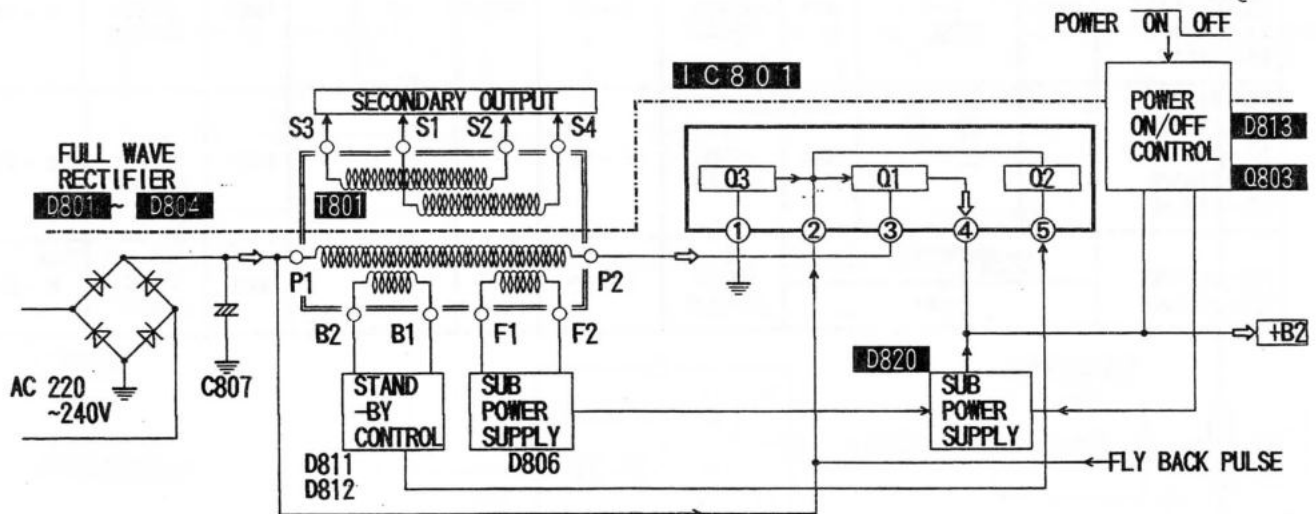 POWER ON OFF
IC801
SECONDARY OUTPUT
S3 S1 S2 S4
POWER
ON/OFF
CONTROL
D813
Q803
FULL WAVE
RECTIFIER
D801 ~ D804
T801
Q3 Q1 Q2
1 2 3 4 5
P1 P2
B2 B1 F1 F2
AC 220
~240V
C807
STAND
-BY
CONTROL
D811
D812
SUB
POWER
SUPPLY
D806
D820
SUB
POWER
SUPPLY
+B2
FLY BACK PULSE